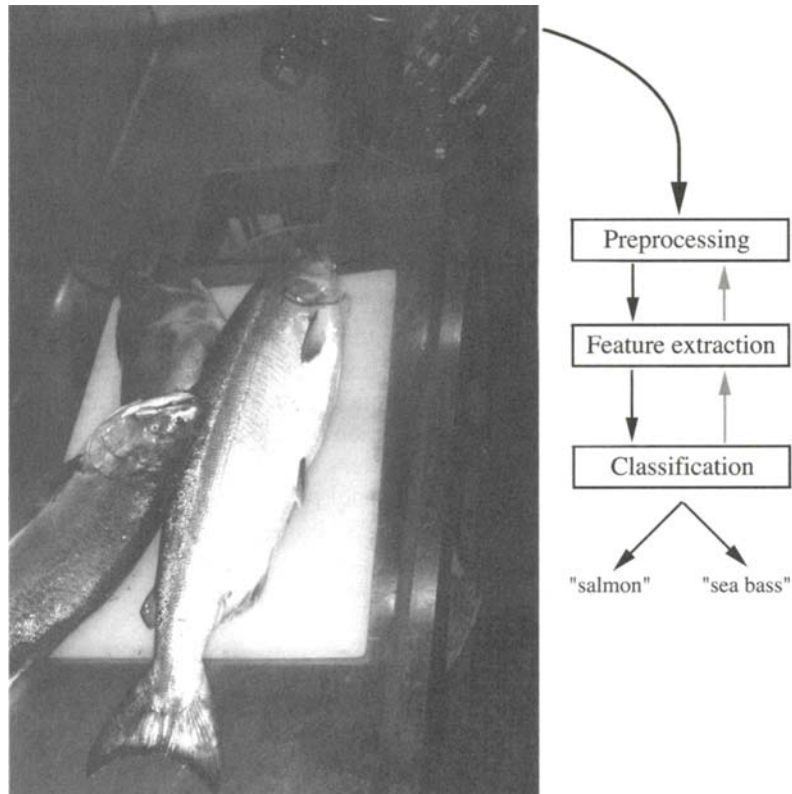 Preprocessing
Feature extraction
Classification
"salmon" "sea bass"